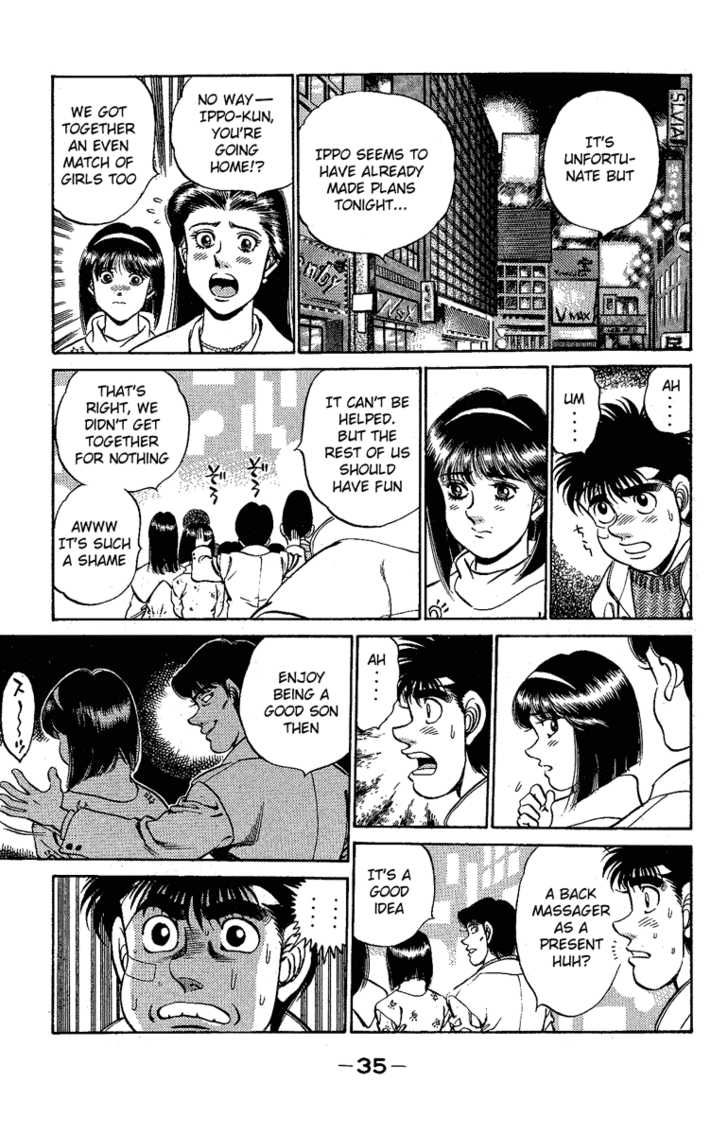 IT'S
UNFORTU-
NATE BUT
IPPO SEEMS TO
HAVE ALREADY
MADE PLANS
TONIGHT...
SLVIA
V MAX
NO WAY—
IPPO-KUN,
YOU'RE
GOING
HOME!?
WE GOT
TOGETHER
AN EVEN
MATCH OF
GIRLS TOO
AH
....
UM
....
IT CAN'T BE
HELPED.
BUT THE
REST OF US
SHOULD
HAVE FUN
THAT'S
RIGHT, WE
DIDN'T GET
TOGETHER
FOR NOTHING
AWWW
IT'S SUCH
A SHAME
AH
....
ENJOY
BEING A
GOOD SON
THEN
A BACK
MASSAGER
AS A
PRESENT
HUH?
IT'S A
GOOD
IDEA
....
....
—35—